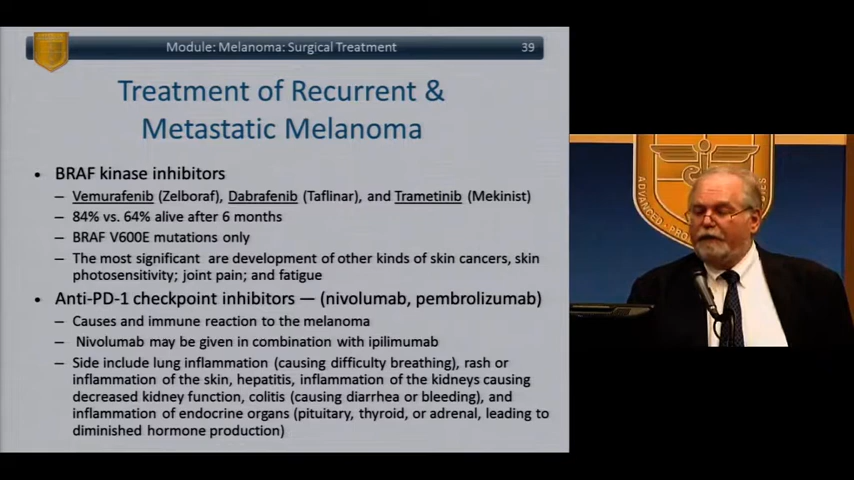 Module: Melanoma: Surgical Treatment 39
Treatment of Recurrent &
Metastatic Melanoma
• BRAF kinase inhibitors
– Vemurafenib (Zelboraf), Dabrafenib (Taflinar), and Trametinib (Mekinist)
– 84% vs. 64% alive after 6 months
– BRAF V600E mutations only
– The most significant are development of other kinds of skin cancers, skin
photosensitivity; joint pain; and fatigue
• Anti-PD-1 checkpoint inhibitors — (nivolumab, pembrolizumab)
– Causes and immune reaction to the melanoma
– Nivolumab may be given in combination with ipilimumab
– Side include lung inflammation (causing difficulty breathing), rash or
inflammation of the skin, hepatitis, inflammation of the kidneys causing
decreased kidney function, colitis (causing diarrhea or bleeding), and
inflammation of endocrine organs (pituitary, thyroid, or adrenal, leading to
diminished hormone production)